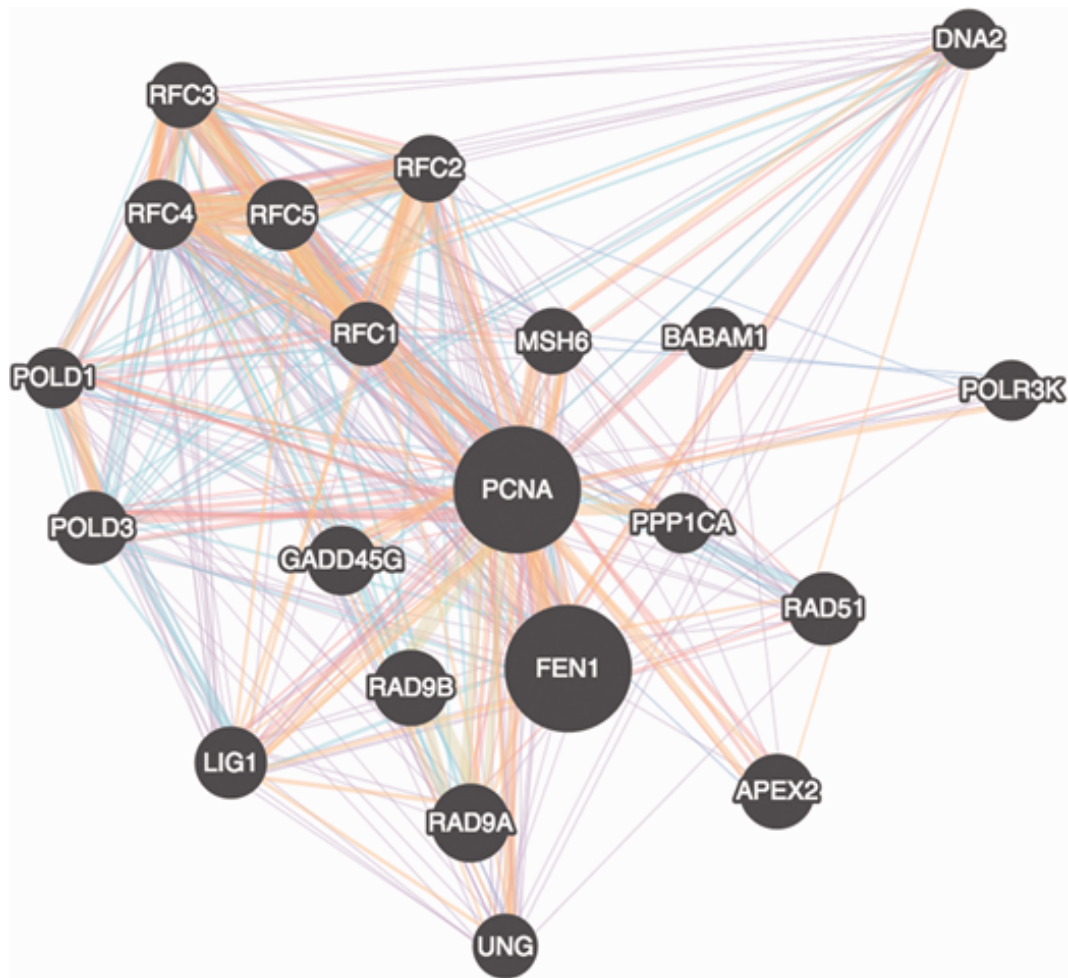 DNA2
RFC3
RFC2
RFC4
RFC5
RFC1
MSH6
BABAM1
POLD1
POLR3K
PCNA
POLD3
PPP1CA
GADD45G
RAD51
FEN1
RAD9B
LIG1
APEX2
RAD9A
UNG